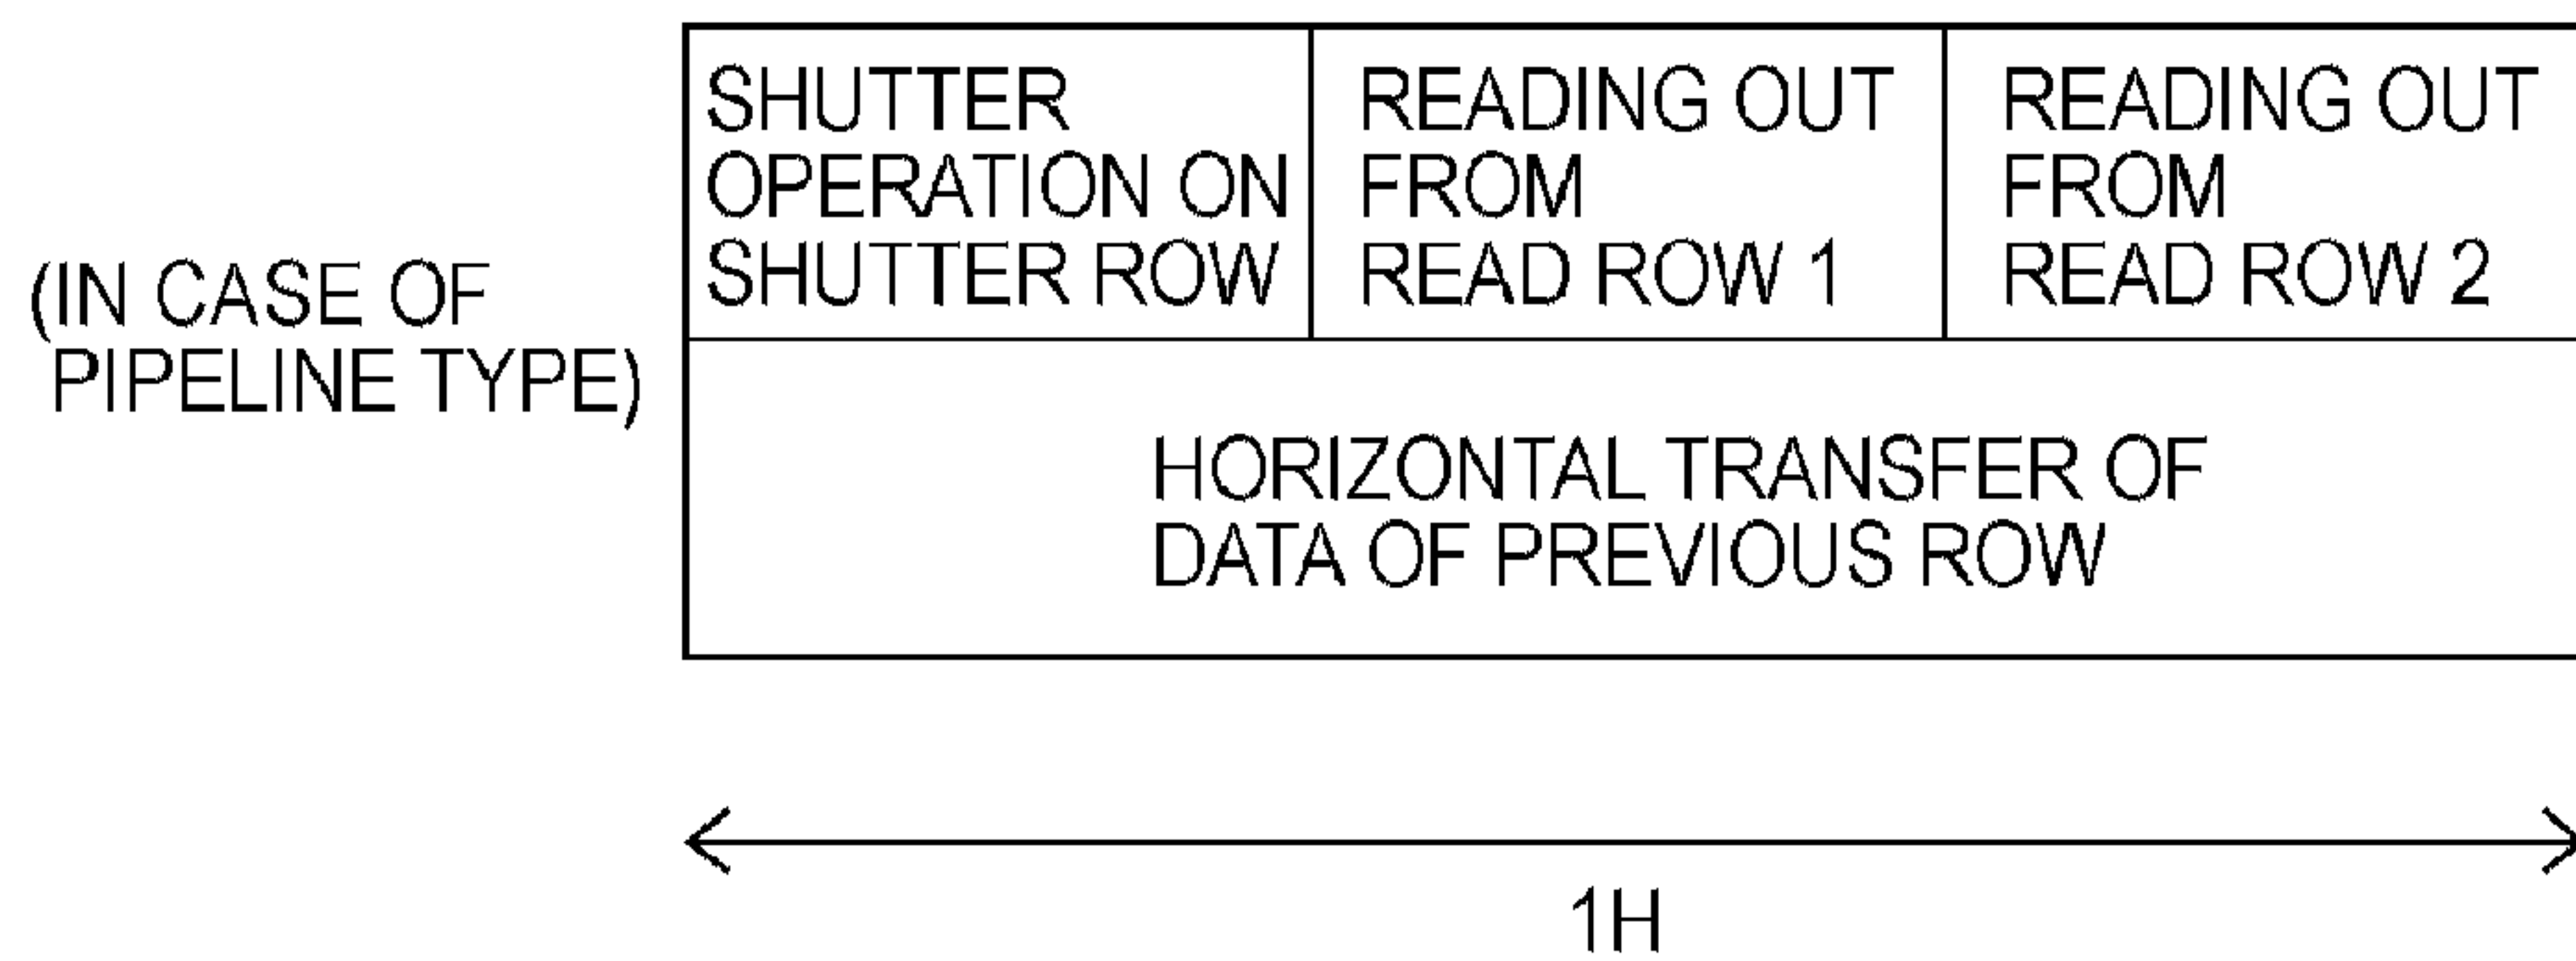 (IN CASE OF
PIPELINE TYPE)
SHUTTER
OPERATION ON
SHUTTER ROW
READING OUT
FROM
READ ROW 1
READING OUT
FROM
READ ROW 2
HORIZONTAL TRANSFER OF
DATA OF PREVIOUS ROW
1H